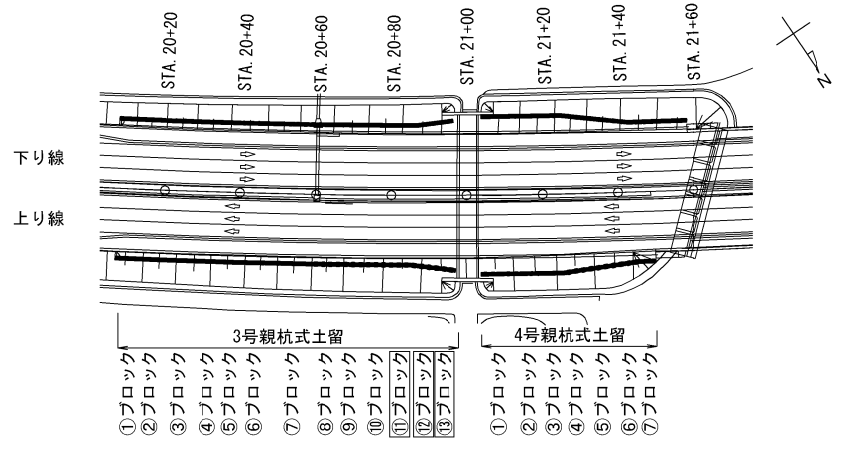 STA. 20+20
STA. 20+40
STA. 20+60
STA. 20+80
STA. 21+00
STA. 21+20
STA. 21+40
STA. 21+60
N
下り線
上り線
3号親杭式土留
4号親杭式土留
①ブロック
②ブロック
③ブロック
④ブロック
⑤ブロック
⑥ブロック
⑦ブロック
⑧ブロック
⑨ブロック
⑩ブロック
⑪ブロック
⑫ブロック
⑬ブロック
①ブロック
②ブロック
③ブロック
④ブロック
⑤ブロック
⑥ブロック
⑦ブロック